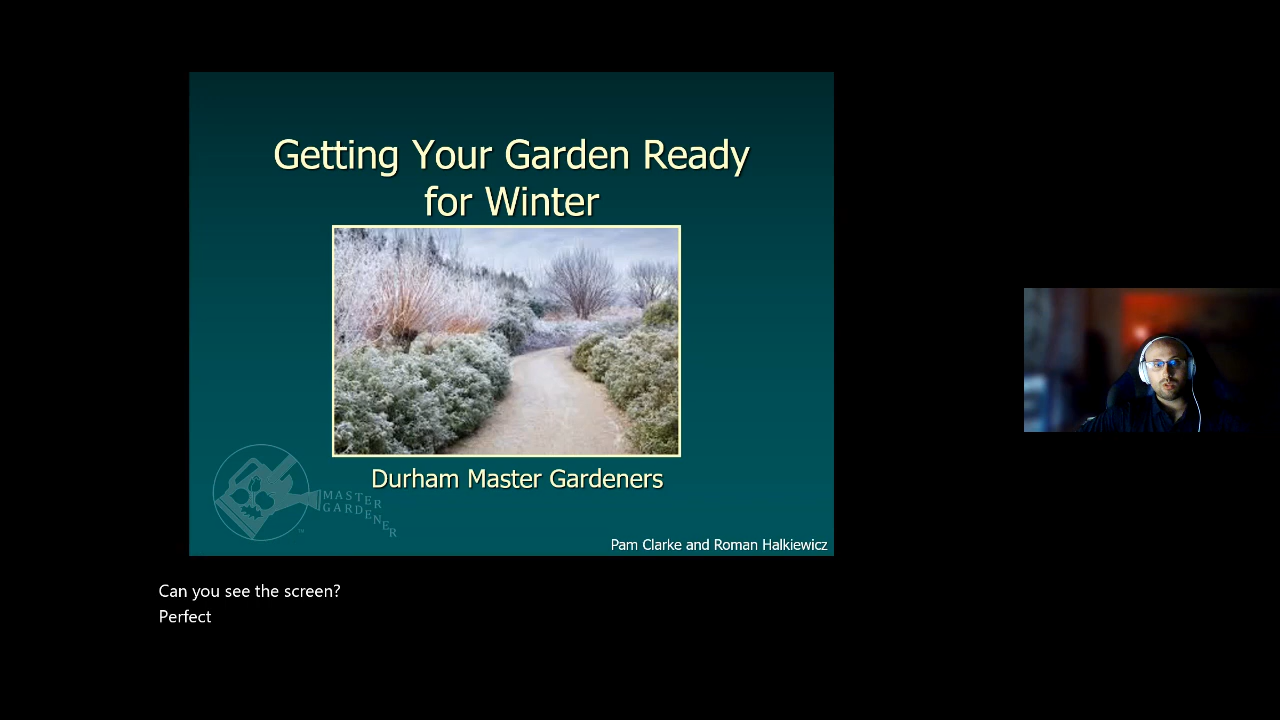 Getting Your Garden Ready
for Winter
Durham Master Gardeners
MASTER
GARDENER
™
Pam Clarke and Roman Halkiewicz
Can you see the screen?
Perfect